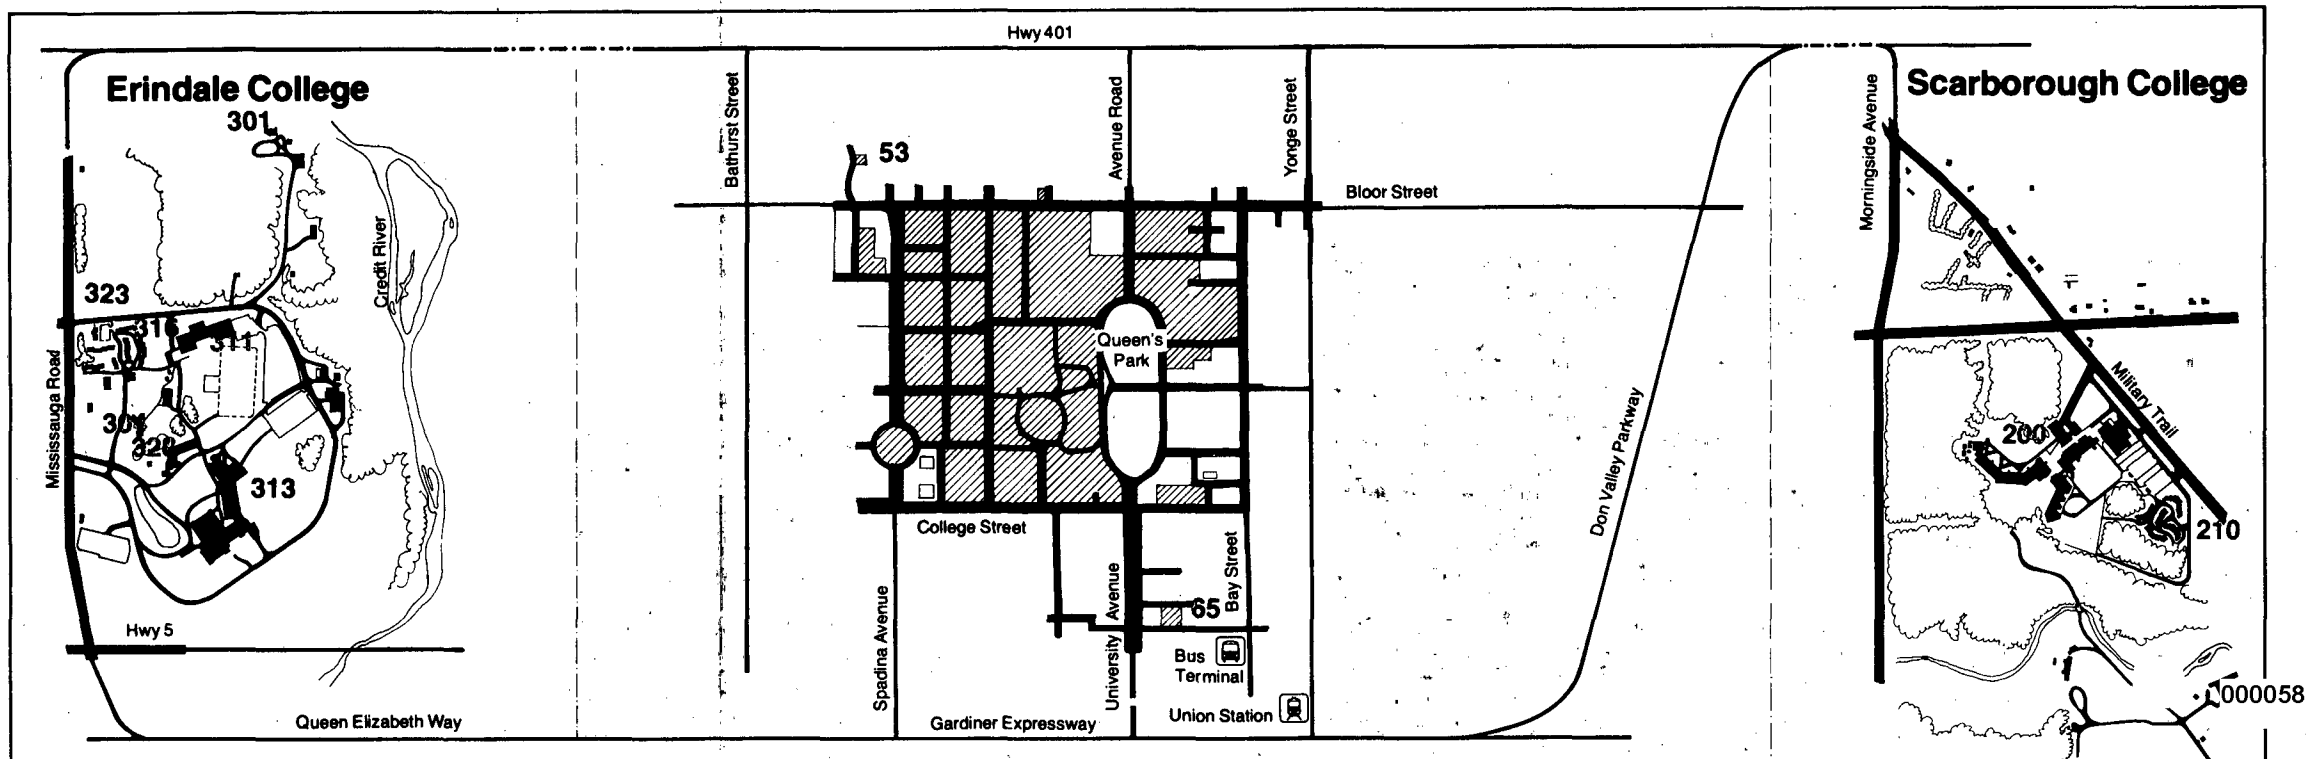 Hwy 401
Erindale College
301
323
316
311
320
313
Mississauga Road
Credit River
Hwy 5
Queen Elizabeth Way
Bathurst Street
53
Avenue Road
Yonge Street
Bloor Street
Queen's
Park
College Street
Spadina Avenue
University Avenue
Bay Street
65
Bus
Terminal
Union Station
Gardiner Expressway
Don Valley Parkway
Scarborough College
Morningside Avenue
Military Trail
200
210
000058